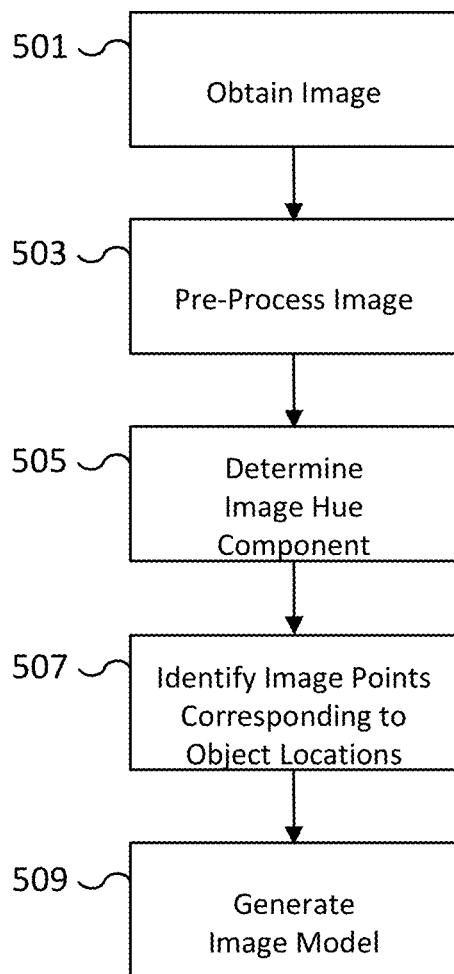 501
Obtain Image
503
Pre-Process Image
505
Determine
Image Hue
Component
507
Identify Image Points
Corresponding to
Object Locations
509
Generate
Image Model